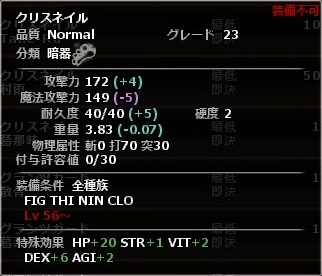 装備不可
クリスネイル
品質 Normal グレード 23
分類 暗器
攻撃力 172 (+4)
魔法攻撃力 149 (-5)
耐久度 40/40 (+5) 硬度 2
重量 3.83 (-0.07)
物理属性 斬0 打70 突30
付与許容値 0/30
装備条件 全種族
FIG THI NIN CLO
Lv 56～
特殊効果 HP+20 STR+1 VIT+2
DEX+6 AGI+2